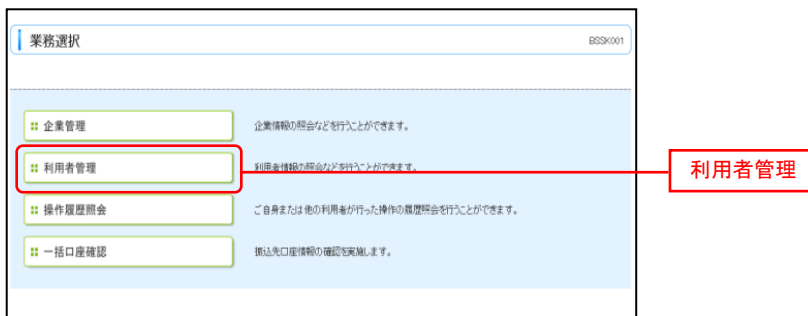 業務選択
BSSK001
企業管理
企業情報の照会などを行うことができます。
利用者管理
利用者情報の照会などを行うことができます。
利用者管理
操作履歴照会
ご自身または他の利用者が行った操作の履歴照会を行うことができます。
一括口座確認
振込先口座情報の確認を実施します。